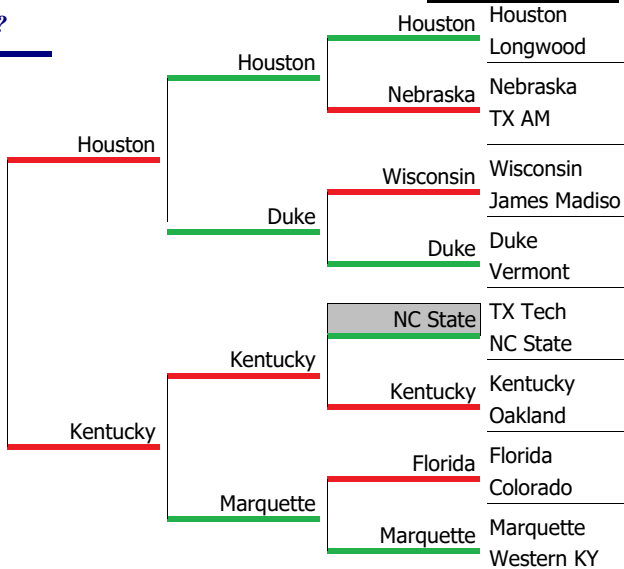 ?
Houston
Houston
Longwood
Houston
Nebraska
Nebraska
TX AM
Houston
Wisconsin
Wisconsin
James Madiso
Duke
Duke
Duke
Vermont
NC State
TX Tech
NC State
Kentucky
Kentucky
Kentucky
Oakland
Kentucky
Florida
Florida
Colorado
Marquette
Marquette
Marquette
Western KY